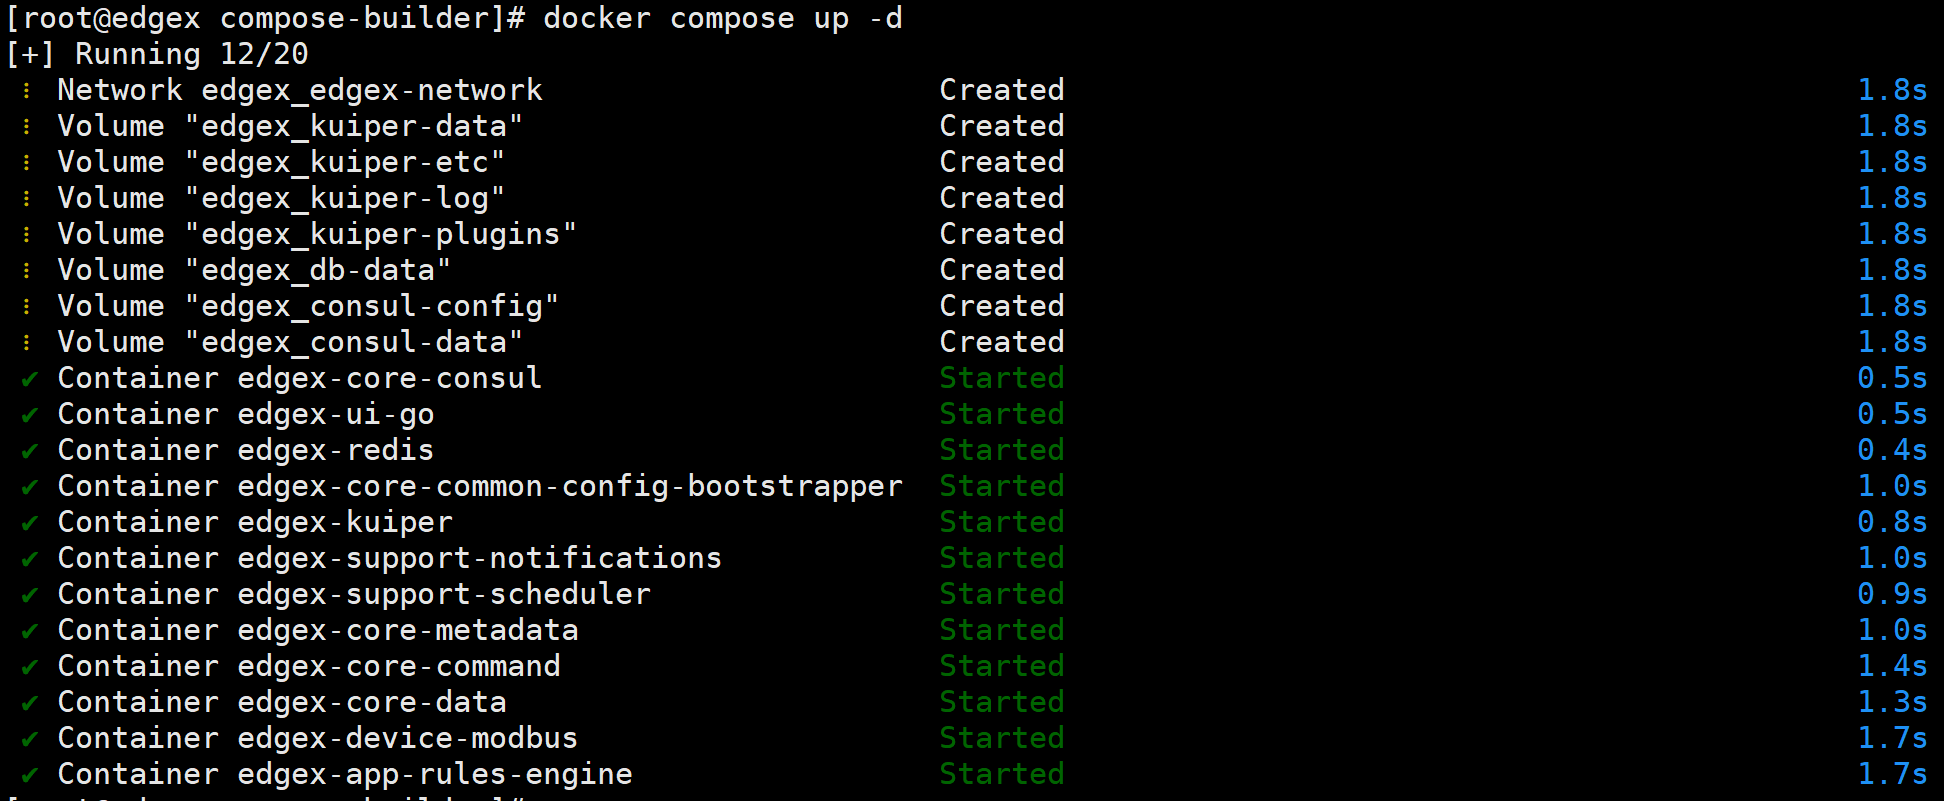 [root@edgex compose-builder]# docker compose up -d
[+] Running 12/20
⠿ Network edgex_edgex-network Created 1.8s
⠿ Volume "edgex_kuiper-data" Created 1.8s
⠿ Volume "edgex_kuiper-etc" Created 1.8s
⠿ Volume "edgex_kuiper-log" Created 1.8s
⠿ Volume "edgex_kuiper-plugins" Created 1.8s
⠿ Volume "edgex_db-data" Created 1.8s
⠿ Volume "edgex_consul-config" Created 1.8s
⠿ Volume "edgex_consul-data" Created 1.8s
✔ Container edgex-core-consul Started 0.5s
✔ Container edgex-ui-go Started 0.5s
✔ Container edgex-redis Started 0.4s
✔ Container edgex-core-common-config-bootstrapper Started 1.0s
✔ Container edgex-kuiper Started 0.8s
✔ Container edgex-support-notifications Started 1.0s
✔ Container edgex-support-scheduler Started 0.9s
✔ Container edgex-core-metadata Started 1.0s
✔ Container edgex-core-command Started 1.4s
✔ Container edgex-core-data Started 1.3s
✔ Container edgex-device-modbus Started 1.7s
✔ Container edgex-app-rules-engine Started 1.7s